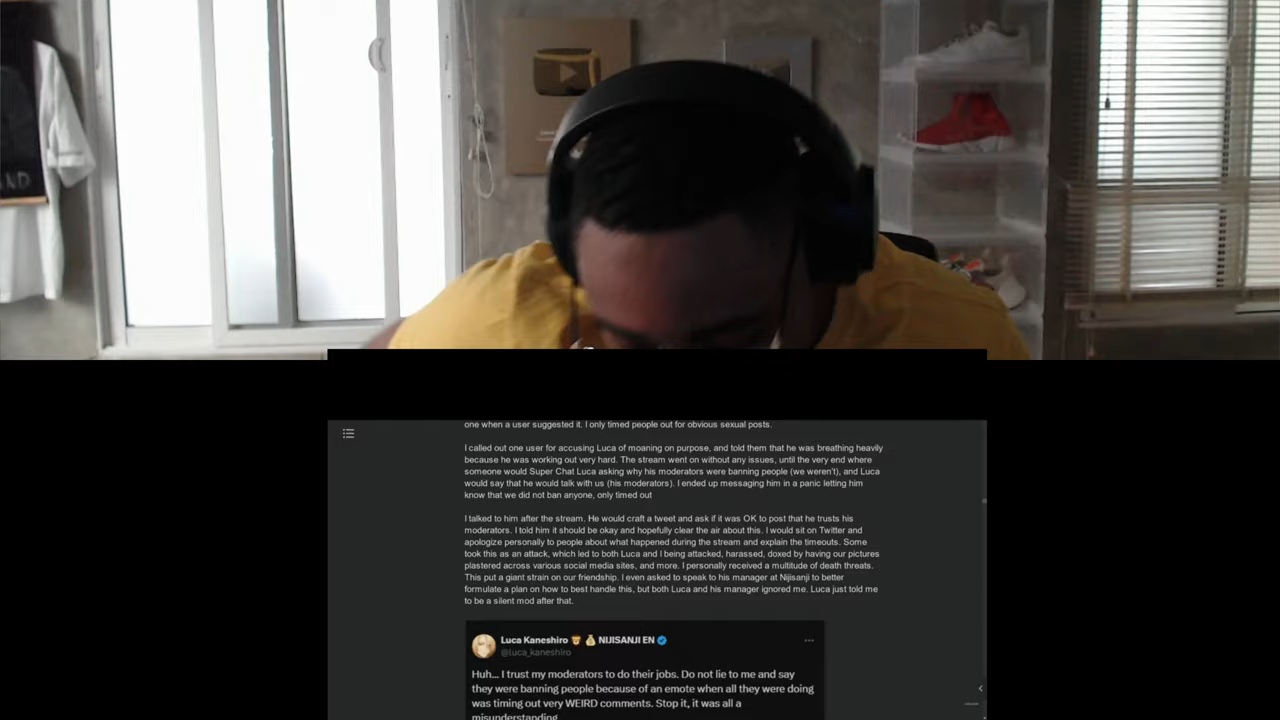 ND
one when a user suggested it. I only timed people out for obvious sexual posts.
I called out one user for accusing Luca of moaning on purpose, and told them that he was breathing heavily
because he was working out very hard. The stream went on without any issues, until the very end where
someone would Super Chat Luca asking why his moderators were banning people (we weren't), and Luca
would say that he would talk with us (his moderators). I ended up messaging him in a panic letting him
know that we did not ban anyone, only timed out
I talked to him after the stream. He would craft a tweet and ask if it was OK to post that he trusts his
moderators. I told him it should be okay and hopefully clear the air about this. I would sit on Twitter and
apologize personally to people about what happened during the stream and explain the timeouts. Some
took this as an attack, which led to both Luca and I being attacked, harassed, doxed by having our pictures
plastered across various social media sites, and more. I personally received a multitude of death threats.
This put a giant strain on our friendship. I even asked to speak to his manager at Nijisanji to better
formulate a plan on how to best handle this, but both Luca and his manager ignored me. Luca just told me
to be a silent mod after that.
Luca Kaneshiro 🦁 💰 NIJISANJI EN
@luca_kaneshiro
Huh... I trust my moderators to do their jobs. Do not lie to me and say
they were banning people because of an emote when all they were doing
was timing out very WEIRD comments. Stop it, it was all a
misunderstanding